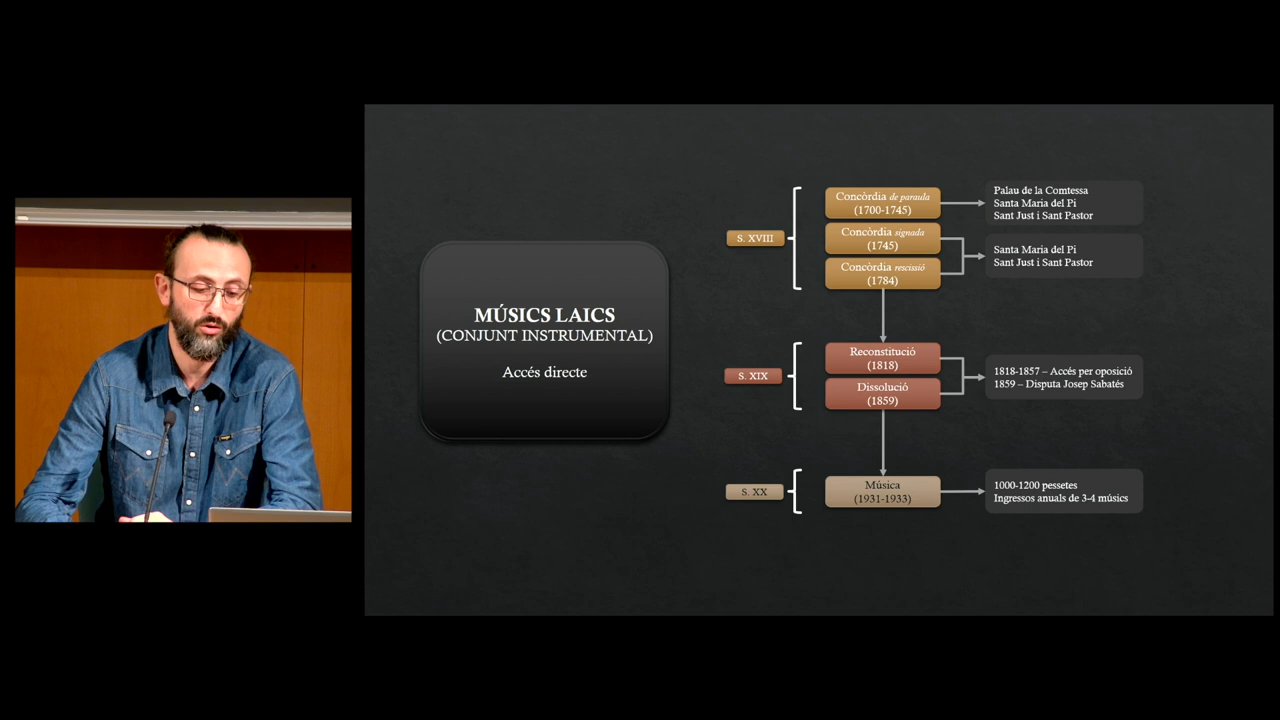 MÚSICS LAICS
(CONJUNT INSTRUMENTAL)
Accés directe
S. XVIII
Concòrdia de paraula
(1700-1745)
Concòrdia signada
(1745)
Concòrdia rescissió
(1784)
Palau de la Comtessa
Santa Maria del Pi
Sant Just i Sant Pastor
Santa Maria del Pi
Sant Just i Sant Pastor
S. XIX
Reconstitució
(1818)
Dissolució
(1859)
1818-1857 – Accés per oposició
1859 – Disputa Josep Sabatés
S. XX
Música
(1931-1933)
1000-1200 pessetes
Ingressos anuals de 3-4 músics